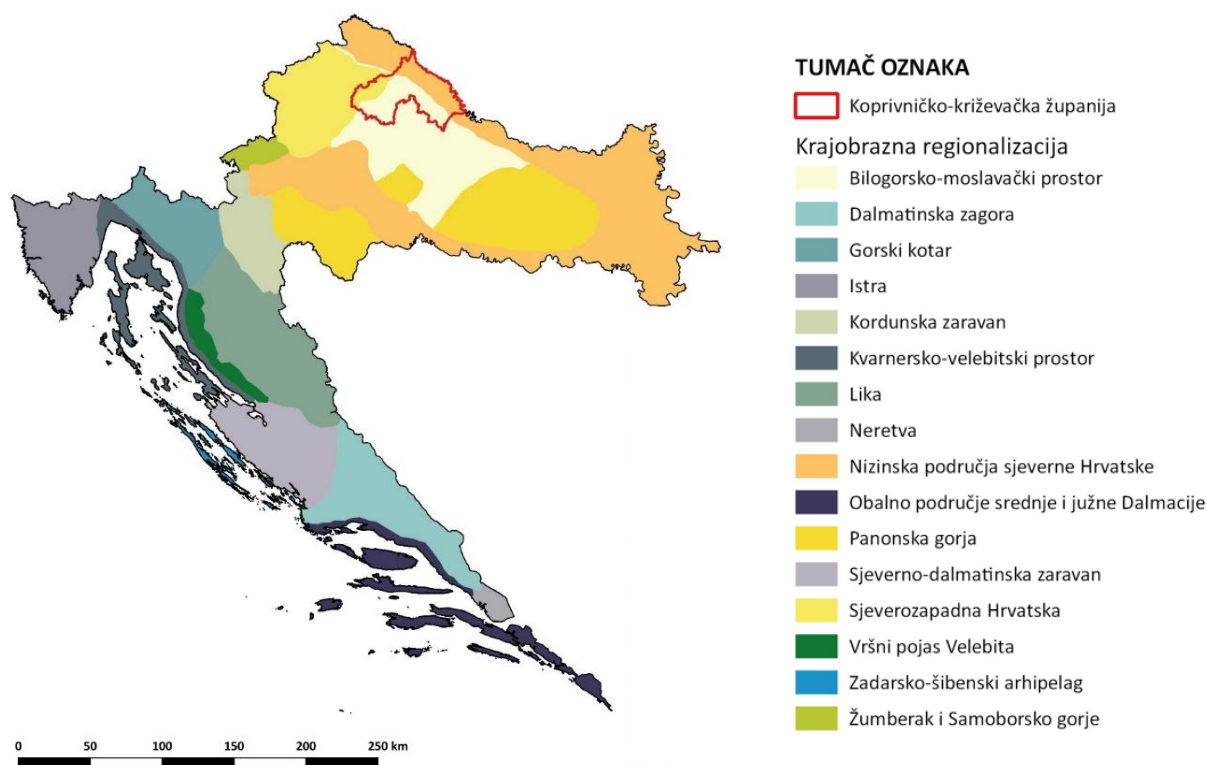 TUMAČ OZNAKA
Koprivničko-križevačka županija
Krajobrazna regionalizacija
Bilogorsko-moslavački prostor
Dalmatinska zagora
Gorski kotar
Istra
Kordunska zaravan
Kvarnersko-velebitski prostor
Lika
Neretva
Nizinska područja sjeverne Hrvatske
Obalno područje srednje i južne Dalmacije
Panonska gorja
Sjeverno-dalmatinska zaravan
Sjeverozapadna Hrvatska
Vršni pojas Velebita
Zadarsko-šibenski arhipelag
Žumberak i Samoborsko gorje
0 50 100 150 200 250 km